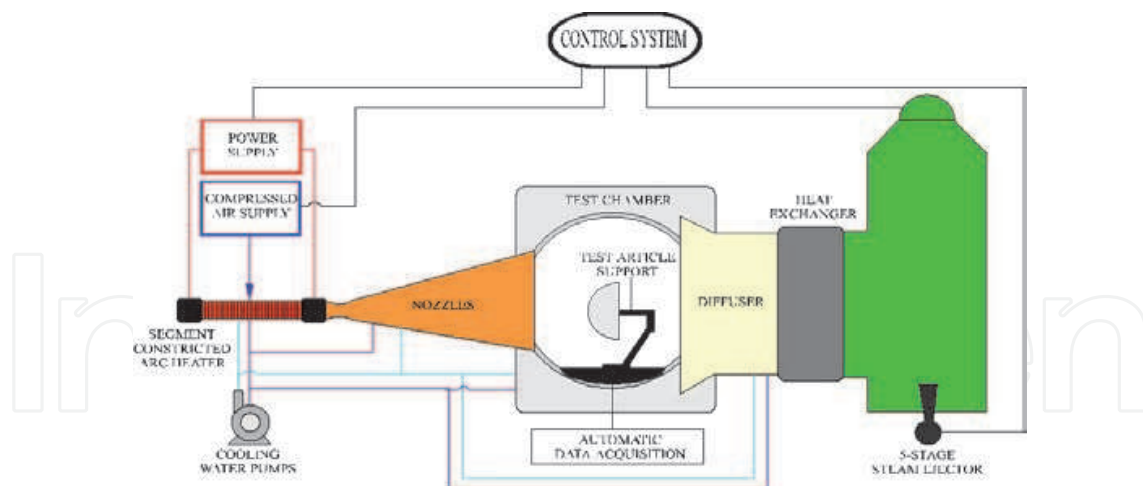 CONTROL SYSTEM
POWER
SUPPLY
COMPRESSED
AIR SUPPLY
TEST CHAMBER
HEAT
EXCHANGER
TEST ARTICLE
SUPPORT
NOZZLES
DIFFUSER
SEGMENT
CONSTRICTED
ARC HEATER
COOLING
WATER PUMPS
AUTOMATIC
DATA ACQUISITION
5-STAGE
STEAM EJECTOR